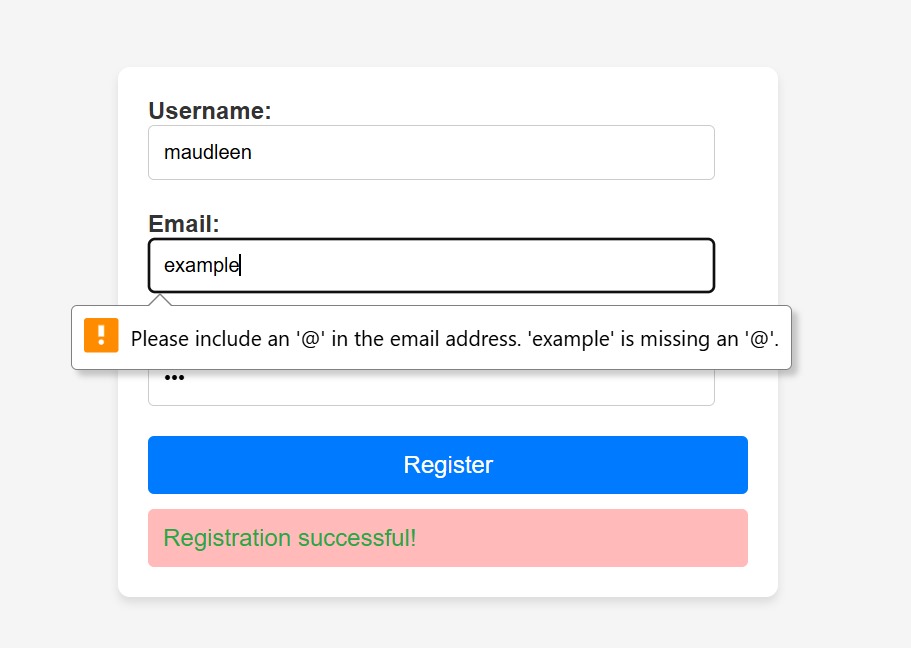 Username:
maudleen
Email:
example
Please include an '@' in the email address. 'example' is missing an '@'.
•••
Register
Registration successful!